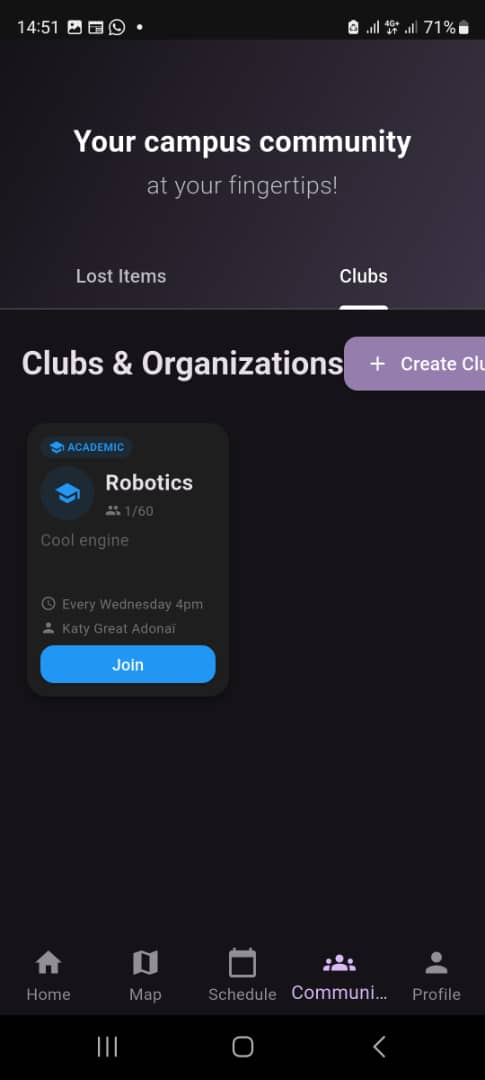 14:51
4G+
71%
Your campus community
at your fingertips!
Lost Items
Clubs
Clubs & Organizations
+ Create Clu
ACADEMIC
Robotics
1/60
Cool engine
Every Wednesday 4pm
Katy Great Adonaï
Join
Home
Map
Schedule
Communi...
Profile